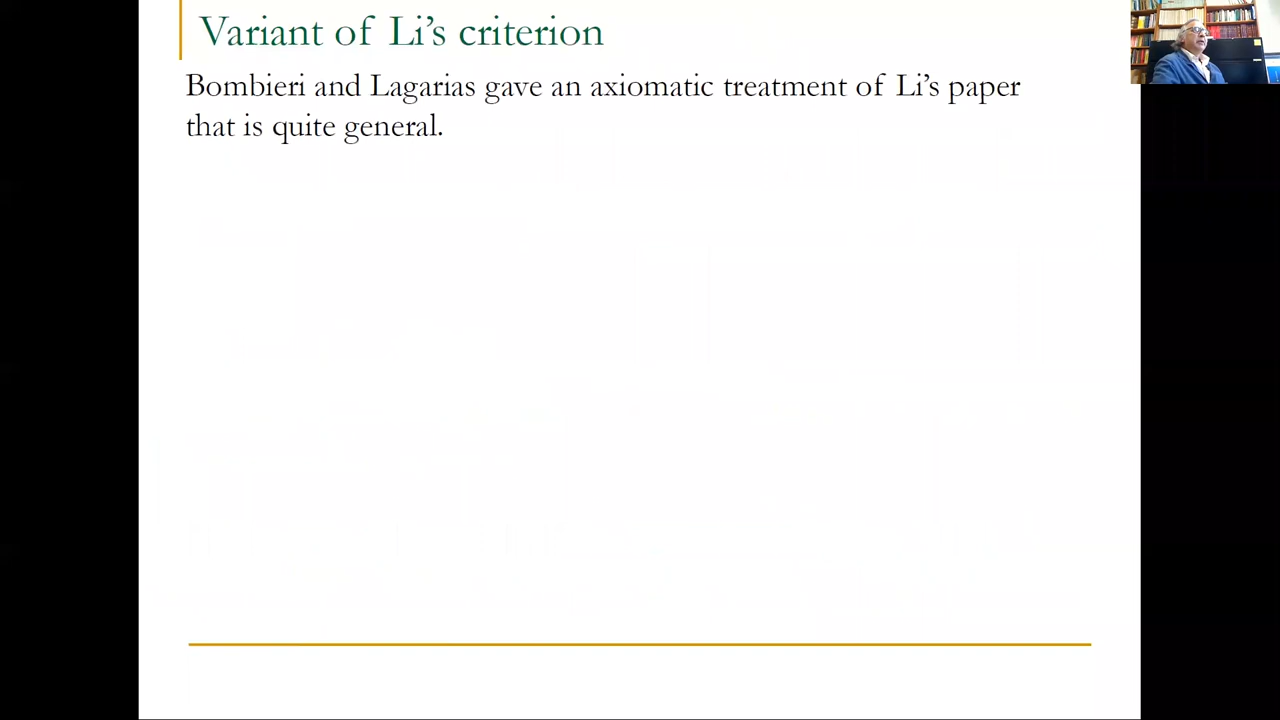 Variant of Li's criterion
Bombieri and Lagarias gave an axiomatic treatment of Li's paper
that is quite general.